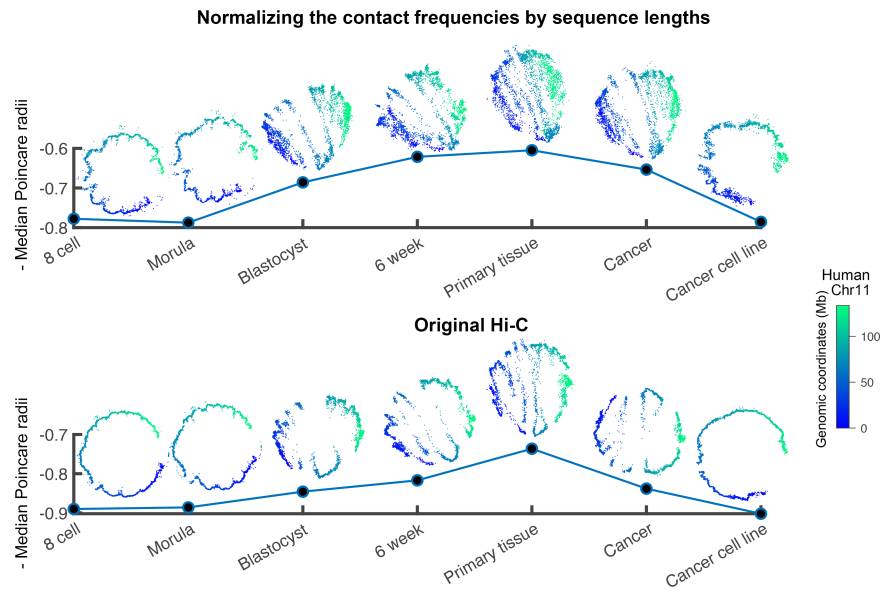 Normalizing the contact frequencies by sequence lengths
- Median Poincare radii
-0.6
-0.7
-0.8
8 cell
Morula
Blastocyst
6 week
Primary tissue
Cancer
Cancer cell line
Human
Chr11
Genomic coordinates (Mb)
100
50
0
Original Hi-C
- Median Poincare radii
-0.7
-0.8
-0.9
8 cell
Morula
Blastocyst
6 week
Primary tissue
Cancer
Cancer cell line